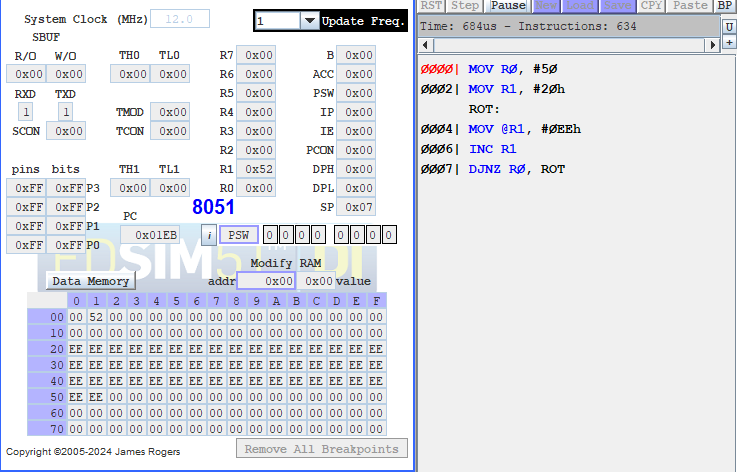 System Clock (MHz) 12.0 1 Update Freq.
SBUF
R/O W/O TH0 TL0 R7 0x00 B 0x00
0x00 0x00 0x00 0x00 R6 0x00 ACC 0x00
RXD TXD R5 0x00 PSW 0x00
1 1 TMOD 0x00 R4 0x00 IP 0x00
SCON 0x00 TCON 0x00 R3 0x00 IE 0x00
R2 0x00 PCON 0x00
pins bits TH1 TL1 R1 0x52 DPH 0x00
0xFF 0xFF P3 0x00 0x00 R0 0x00 DPL 0x00
0xFF 0xFF P2 8051 SP 0x07
0xFF 0xFF P1 PC
0xFF 0xFF P0 0x01EB i PSW 0 0 0 0 0 0 0 0
EDSIM51 DI
Modify RAM
Data Memory addr 0x00 0x00 value
0 1 2 3 4 5 6 7 8 9 A B C D E F
00 00 52 00 00 00 00 00 00 00 00 00 00 00 00 00 00
10 00 00 00 00 00 00 00 00 00 00 00 00 00 00 00 00
20 EE EE EE EE EE EE EE EE EE EE EE EE EE EE EE EE
30 EE EE EE EE EE EE EE EE EE EE EE EE EE EE EE EE
40 EE EE EE EE EE EE EE EE EE EE EE EE EE EE EE EE
50 EE EE 00 00 00 00 00 00 00 00 00 00 00 00 00 00
60 00 00 00 00 00 00 00 00 00 00 00 00 00 00 00 00
70 00 00 00 00 00 00 00 00 00 00 00 00 00 00 00 00
Copyright ©2005-2024 James Rogers Remove All Breakpoints
RST Step Pause New Load Save CPY Paste BP
Time: 684us - Instructions: 634 U
+
0000| MOV R0, #50
0002| MOV R1, #20h
ROT:
0004| MOV @R1, #0EEh
0006| INC R1
0007| DJNZ R0, ROT